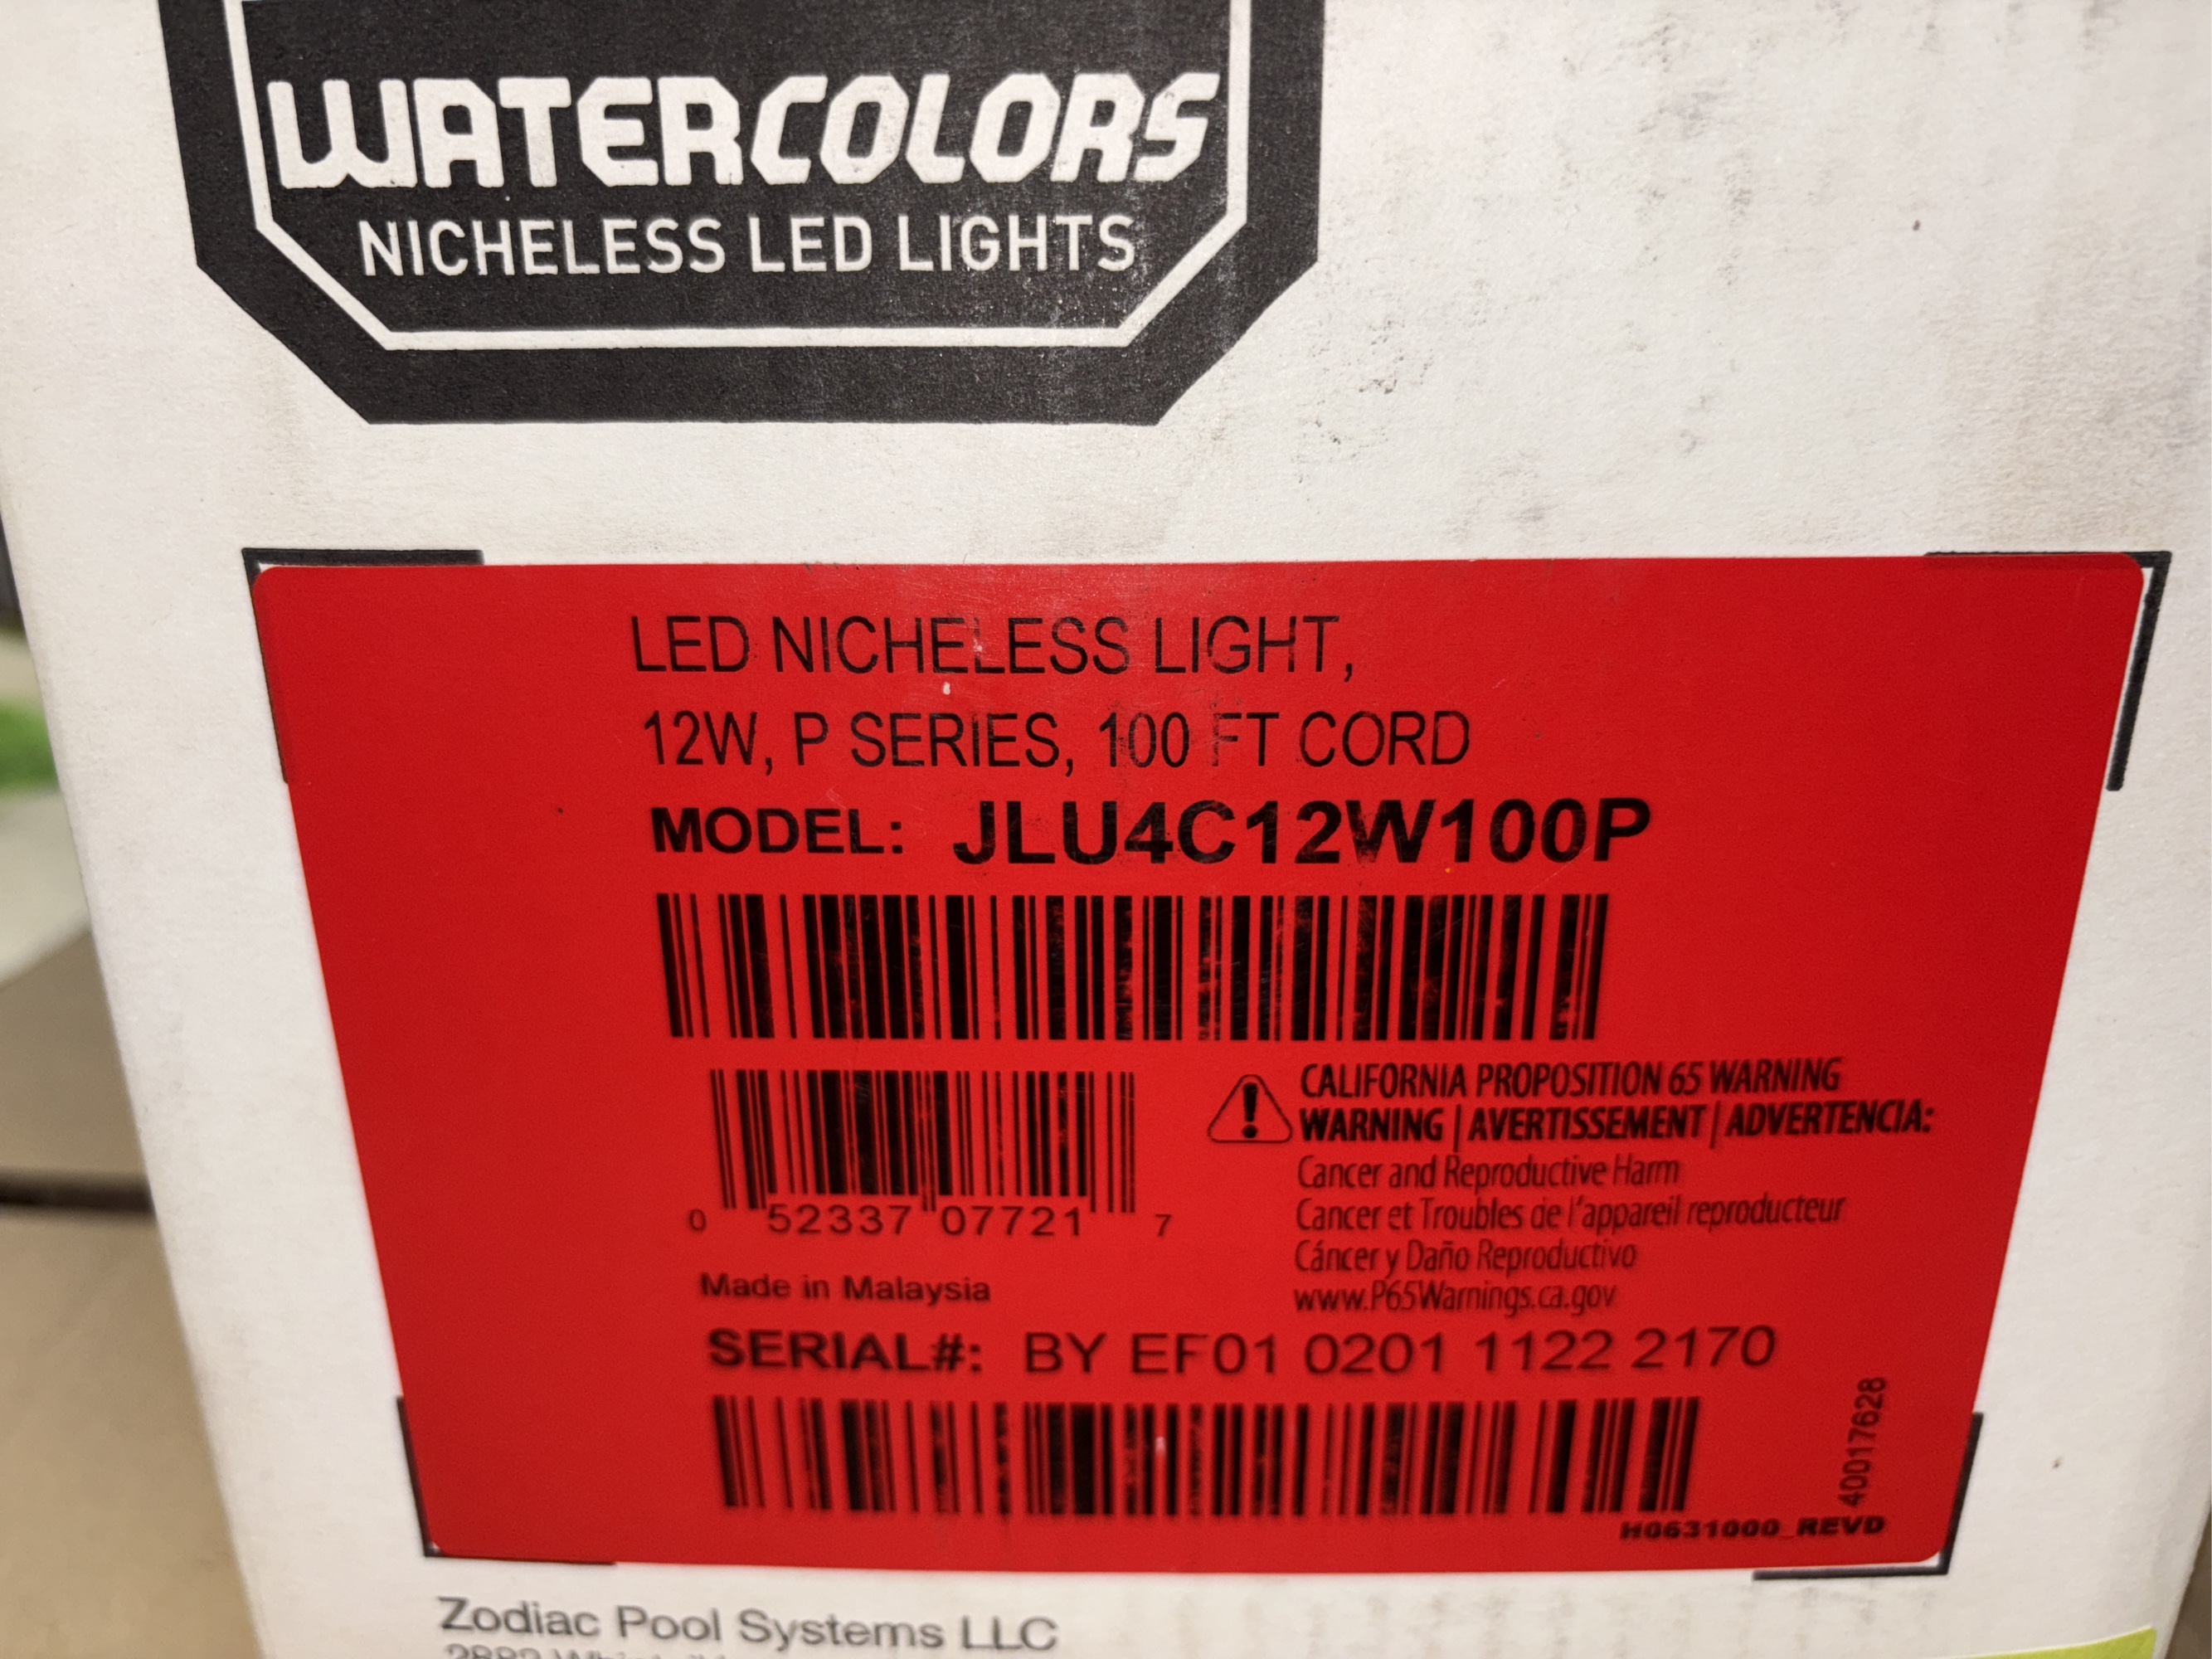 WATERCOLORS
NICHELESS LED LIGHTS
LED NICHELESS LIGHT,
12W, P SERIES, 100 FT CORD
MODEL: JLU4C12W100P
CALIFORNIA PROPOSITION 65 WARNING
WARNING | AVERTISSEMENT | ADVERTENCIA:
Cancer and Reproductive Harm
Cancer et Troubles de l'appareil reproducteur
Cáncer y Daño Reproductivo
www.P65Warnings.ca.gov
0 52337 07721 7
Made in Malaysia
SERIAL#: BY EF01 0201 1122 2170
40017628
H0631000_REVD
Zodiac Pool Systems LLC